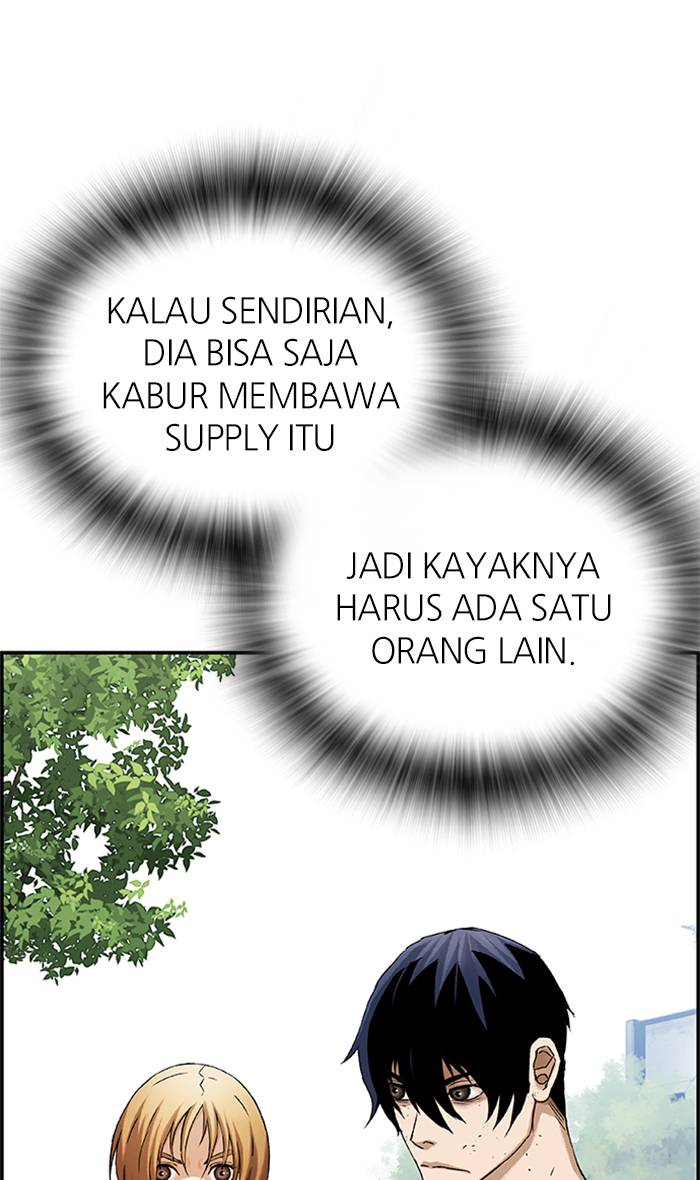 KALAU SENDIRIAN,
DIA BISA SAJA
KABUR MEMBAWA
SUPPLY ITU
JADI KAYAKNYA
HARUS ADA SATU
ORANG LAIN.